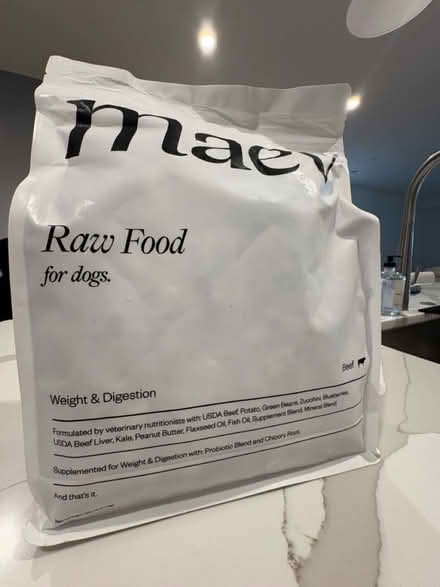 maev
Raw Food
for dogs.
Beef
Weight & Digestion
Formulated by veterinary nutritionists with: USDA Beef, Potato, Green Beans, Zucchini, Blueberries,
USDA Beef Liver, Kale, Peanut Butter, Flaxseed Oil, Fish Oil, Supplement Blend, Mineral Blend
Supplemented for Weight & Digestion with: Probiotic Blend and Chicory Root.
And that's it.